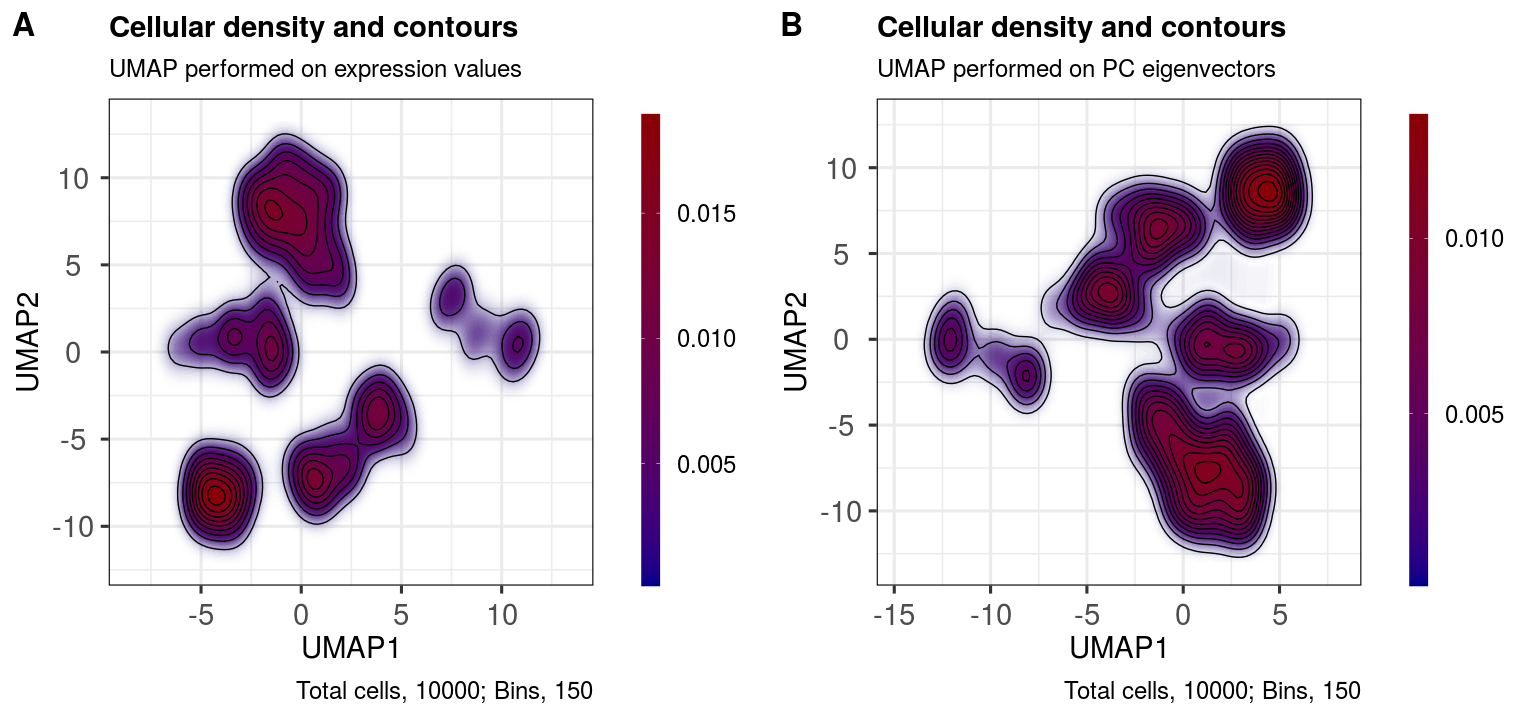 A
Cellular density and contours
UMAP performed on expression values
UMAP2
10
5
0
-5
-10
-5
0
5
10
UMAP1
0.015
0.010
0.005
Total cells, 10000; Bins, 150
B
Cellular density and contours
UMAP performed on PC eigenvectors
UMAP2
10
5
0
-5
-10
-15
-10
-5
0
5
UMAP1
0.010
0.005
Total cells, 10000; Bins, 150